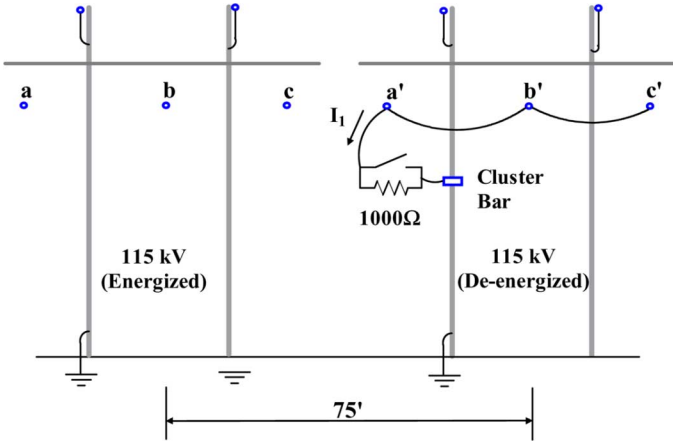 a
b
c
a'
b'
c'
I1
Cluster
Bar
1000Ω
115 kV
(Energized)
115 kV
(De-energized)
75'